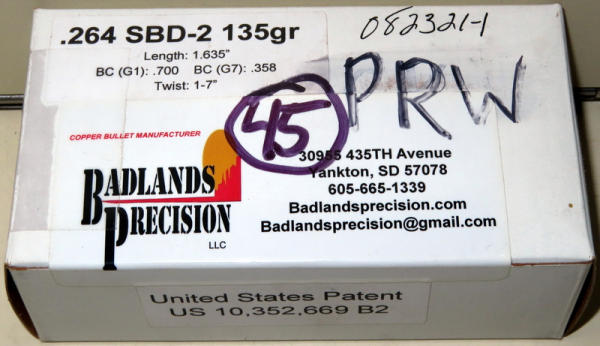 .264 SBD-2 135gr
082321-1
Length: 1.635"
BC (G1): .700 BC (G7): .358
Twist: 1-7"
45
PRW
COPPER BULLET MANUFACTURER
BADLANDS
PRECISION
LLC
30955 435TH Avenue
Yankton, SD 57078
605-665-1339
Badlandsprecision.com
Badlandsprecision@gmail.com
United States Patent
US 10,352,669 B2